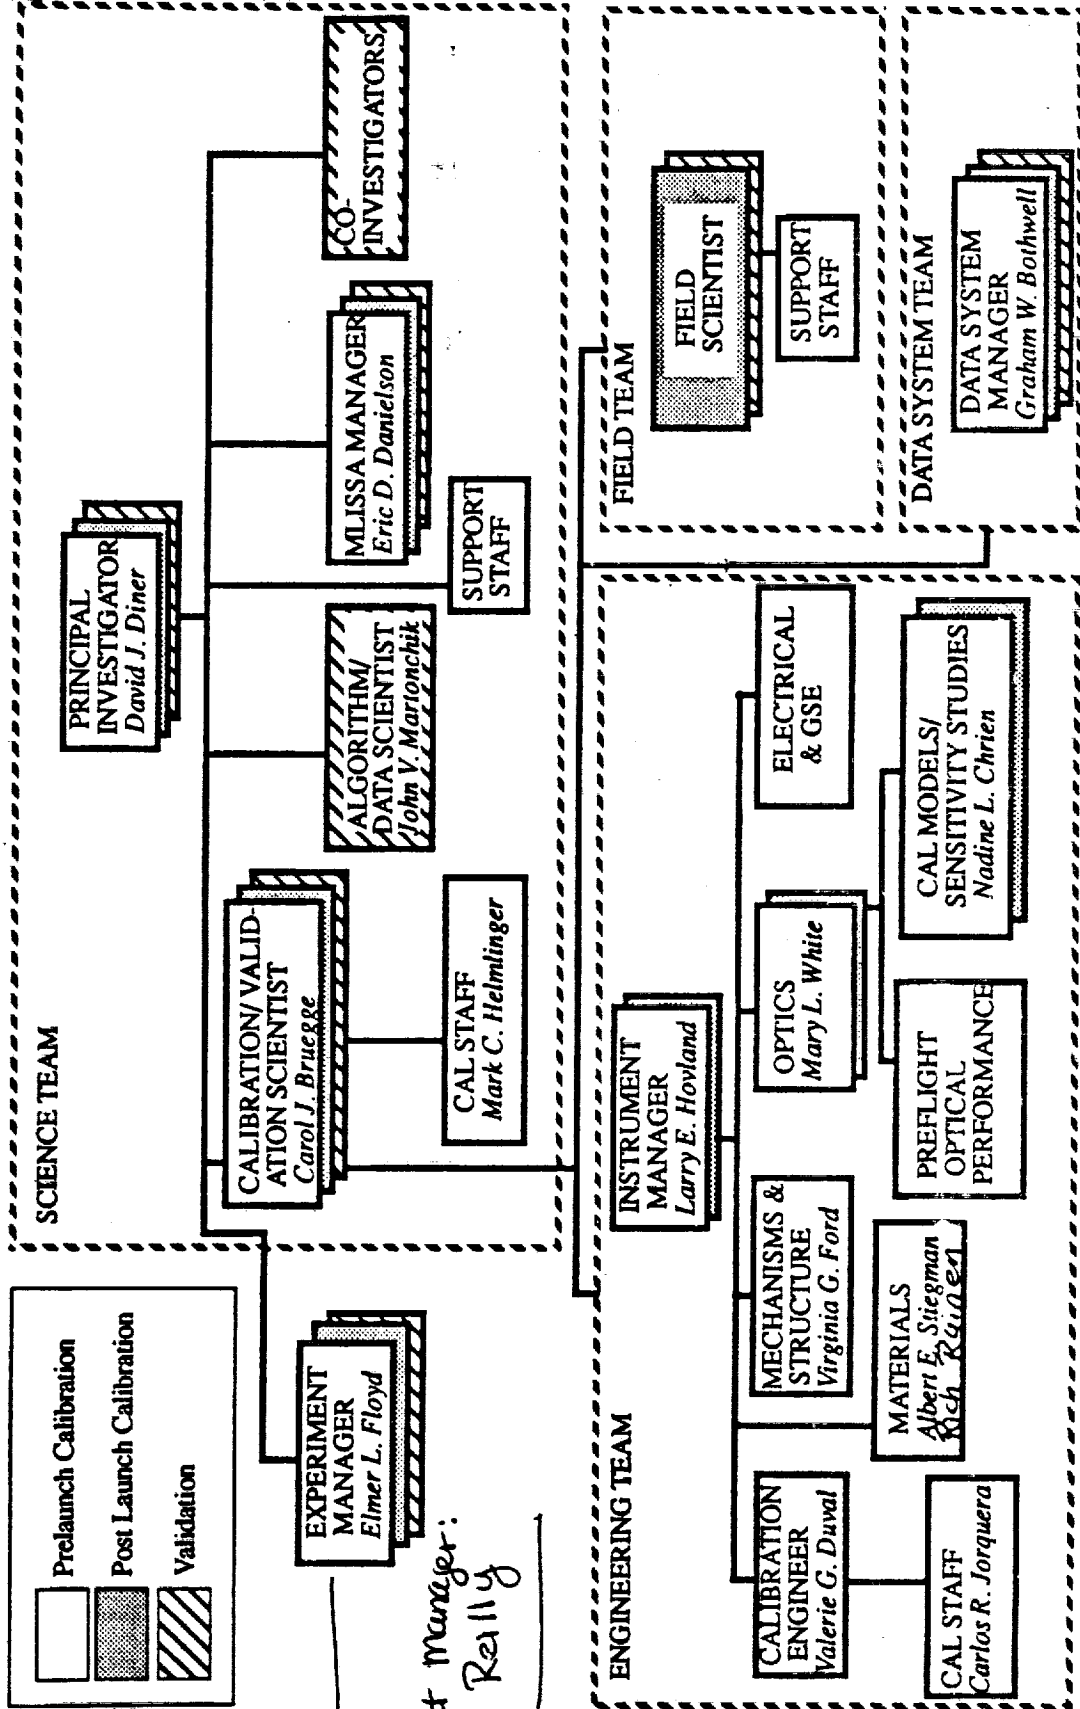 Prelaunch Calibration
Post Launch Calibration
Validation
SCIENCE TEAM
PRINCIPAL
INVESTIGATOR
David J. Diner
EXPERIMENT
MANAGER
Elmer L. Floyd
t Manager:
Reilly
CALIBRATION/ VALID-
ATION SCIENTIST
Carol J. Bruegge
CAL STAFF
Mark C. Helmlinger
ALGORITHM/
DATA SCIENTIST
John V. Martonchik
SUPPORT
STAFF
MLISSA MANAGER
Eric D. Danielson
CO-
INVESTIGATORS
ENGINEERING TEAM
INSTRUMENT
MANAGER
Larry E. Hovland
CALIBRATION
ENGINEER
Valerie G. Duval
CAL STAFF
Carlos R. Jorquera
MATERIALS
Albert E. Stiegman
Rich
MECHANISMS &
STRUCTURE
Virginia G. Ford
OPTICS
Mary L. White
PREFLIGHT
OPTICAL
PERFORMANCE
CAL MODELS/
SENSITIVITY STUDIES
Nadine L. Chrien
ELECTRICAL
& GSE
FIELD TEAM
FIELD
SCIENTIST
SUPPORT
STAFF
DATA SYSTEM TEAM
DATA SYSTEM
MANAGER
Graham W. Bothwell